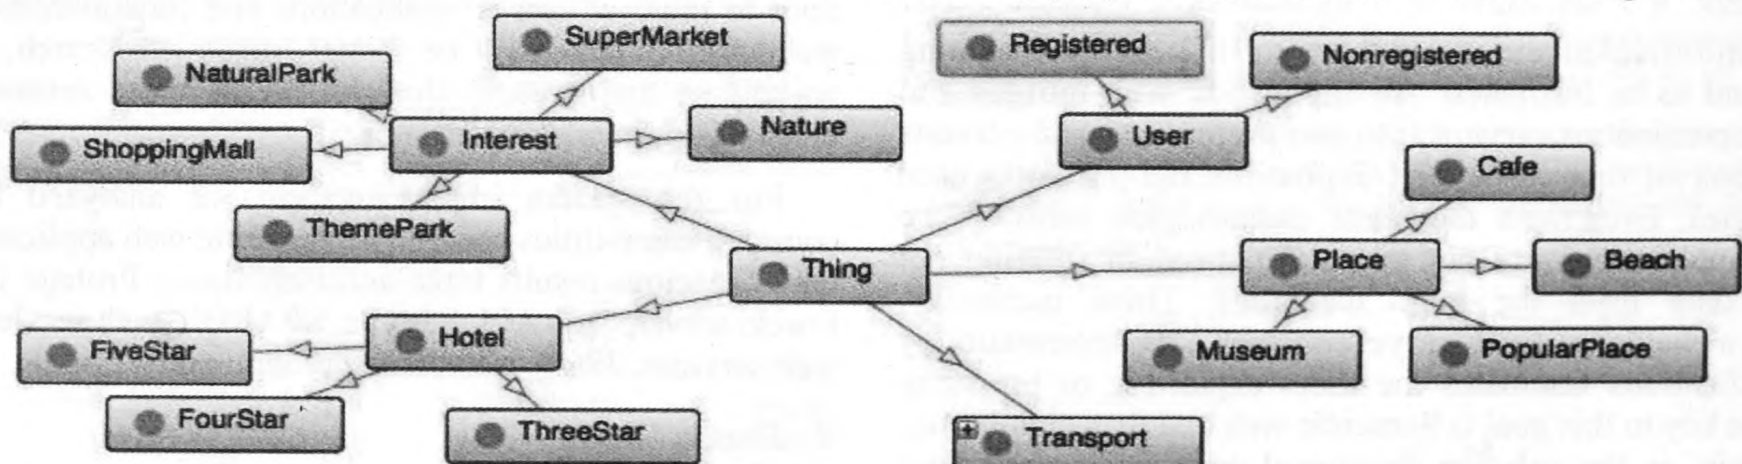 SuperMarket
Registered
Nonregistered
NaturalPark
Nature
Interest
User
ShoppingMall
Cafe
ThemePark
Thing
Place
Beach
Hotel
FiveStar
Museum
PopularPlace
FourStar
ThreeStar
Transport